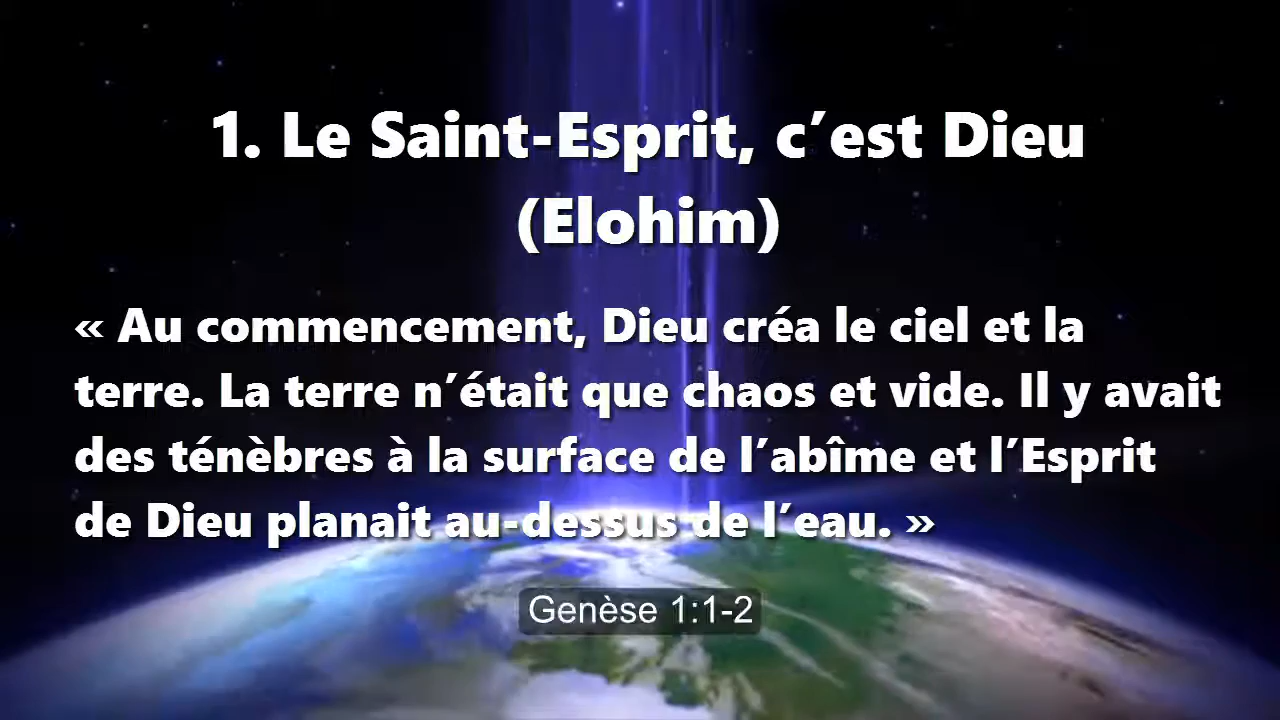 1. Le Saint-Esprit, c’est Dieu
(Elohim)
« Au commencement, Dieu créa le ciel et la
terre. La terre n’était que chaos et vide. Il y avait
des ténèbres à la surface de l’abîme et l’Esprit
de Dieu planait au-dessus de l’eau. »
Genèse 1:1-2